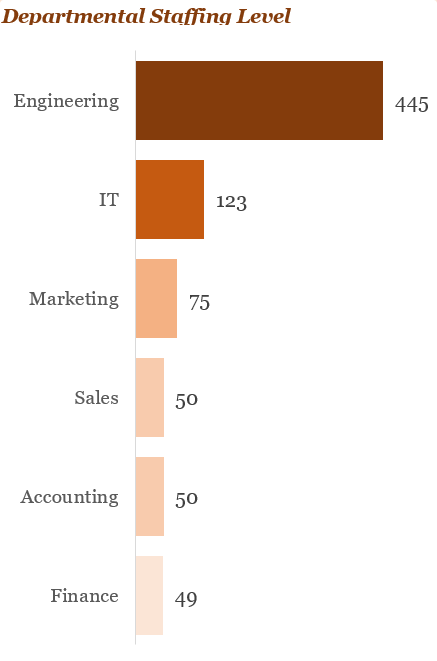 Departmental Staffing Level
Engineering 445
IT 123
Marketing 75
Sales 50
Accounting 50
Finance 49